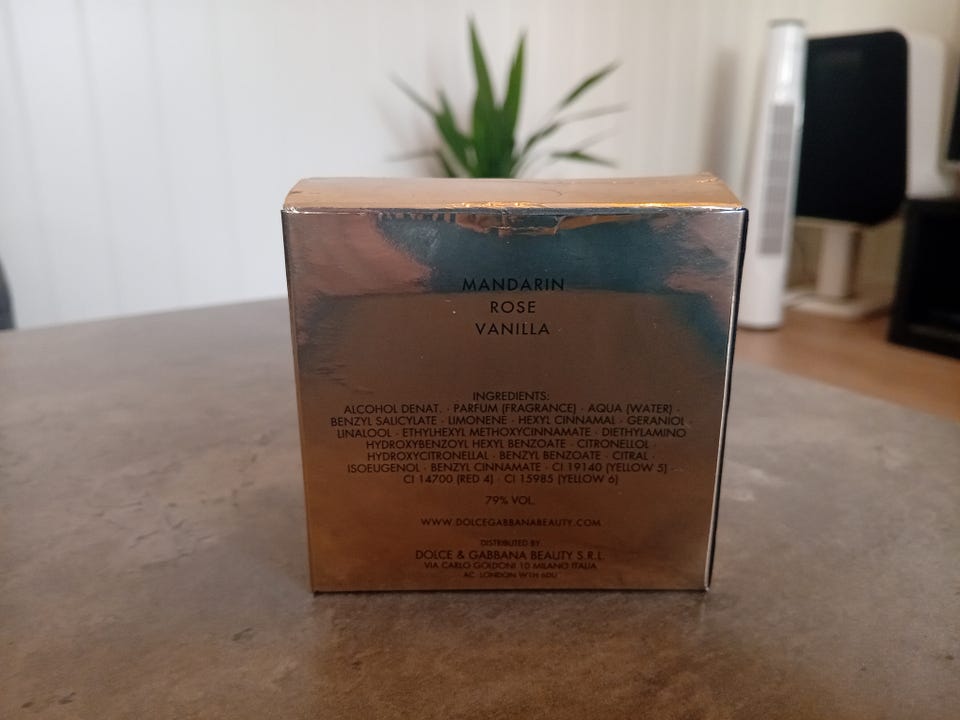 MANDARIN
ROSE
VANILLA
INGREDIENTS:
ALCOHOL DENAT. · PARFUM (FRAGRANCE) · AQUA (WATER) ·
BENZYL SALICYLATE · LIMONENE · HEXYL CINNAMAL · GERANIOL
LINALOOL · ETHYLHEXYL METHOXYCINNAMATE · DIETHYLAMINO
HYDROXYBENZOYL HEXYL BENZOATE · CITRONELLOL ·
HYDROXYCITRONELLAL · BENZYL BENZOATE · CITRAL ·
ISOEUGENOL · BENZYL CINNAMATE · CI 19140 (YELLOW 5)
CI 14700 (RED 4) · CI 15985 (YELLOW 6)
79% VOL.
WWW.DOLCEGABBANABEAUTY.COM
DISTRIBUTED BY
DOLCE & GABBANA BEAUTY S.R.L.
VIA CARLO GOLDONI 10 MILANO ITALIA
AC. LONDON W1H 6DU